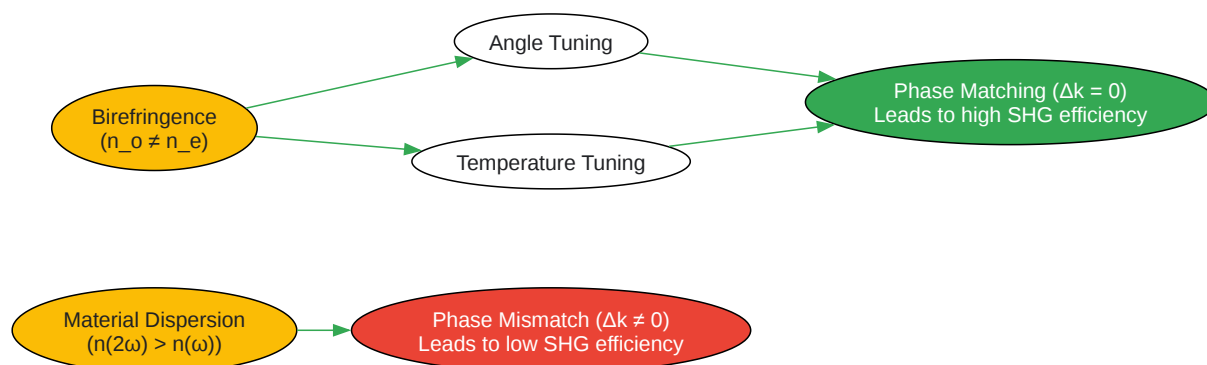 Angle Tuning
Birefringence
(n_o ≠ n_e)
Temperature Tuning
Phase Matching (Δk = 0)
Leads to high SHG efficiency
Material Dispersion
(n(2ω) > n(ω))
Phase Mismatch (Δk ≠ 0)
Leads to low SHG efficiency